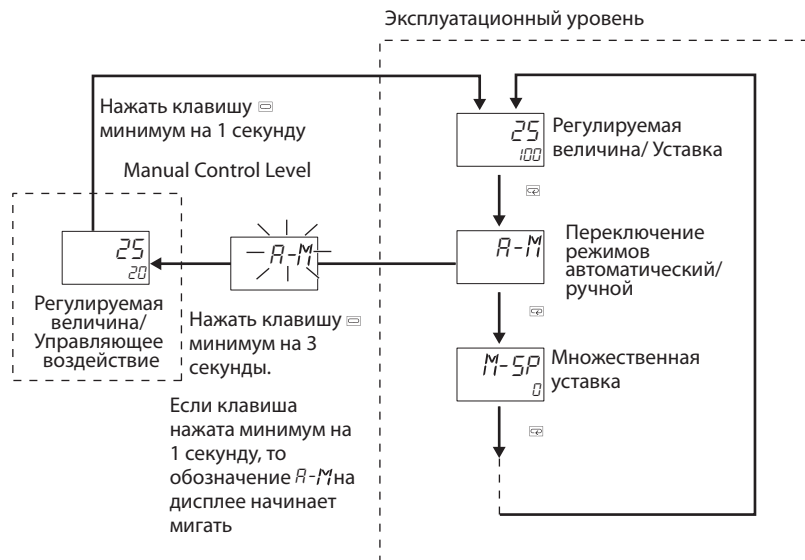 Эксплуатационный уровень
Нажать клавишу
минимум на 1 секунду
Manual Control Level
25
100
Регулируемая
величина/ Уставка
25
20
A-M
A-M
Переключение
режимов
автоматический/
ручной
Регулируемая
величина/
Управляющее
воздействие
Нажать клавишу
минимум на 3
секунды.
M-SP
0
Множественная
уставка
Если клавиша
нажата минимум на
1 секунду, то
обозначение A-M на
дисплее начинает
мигать